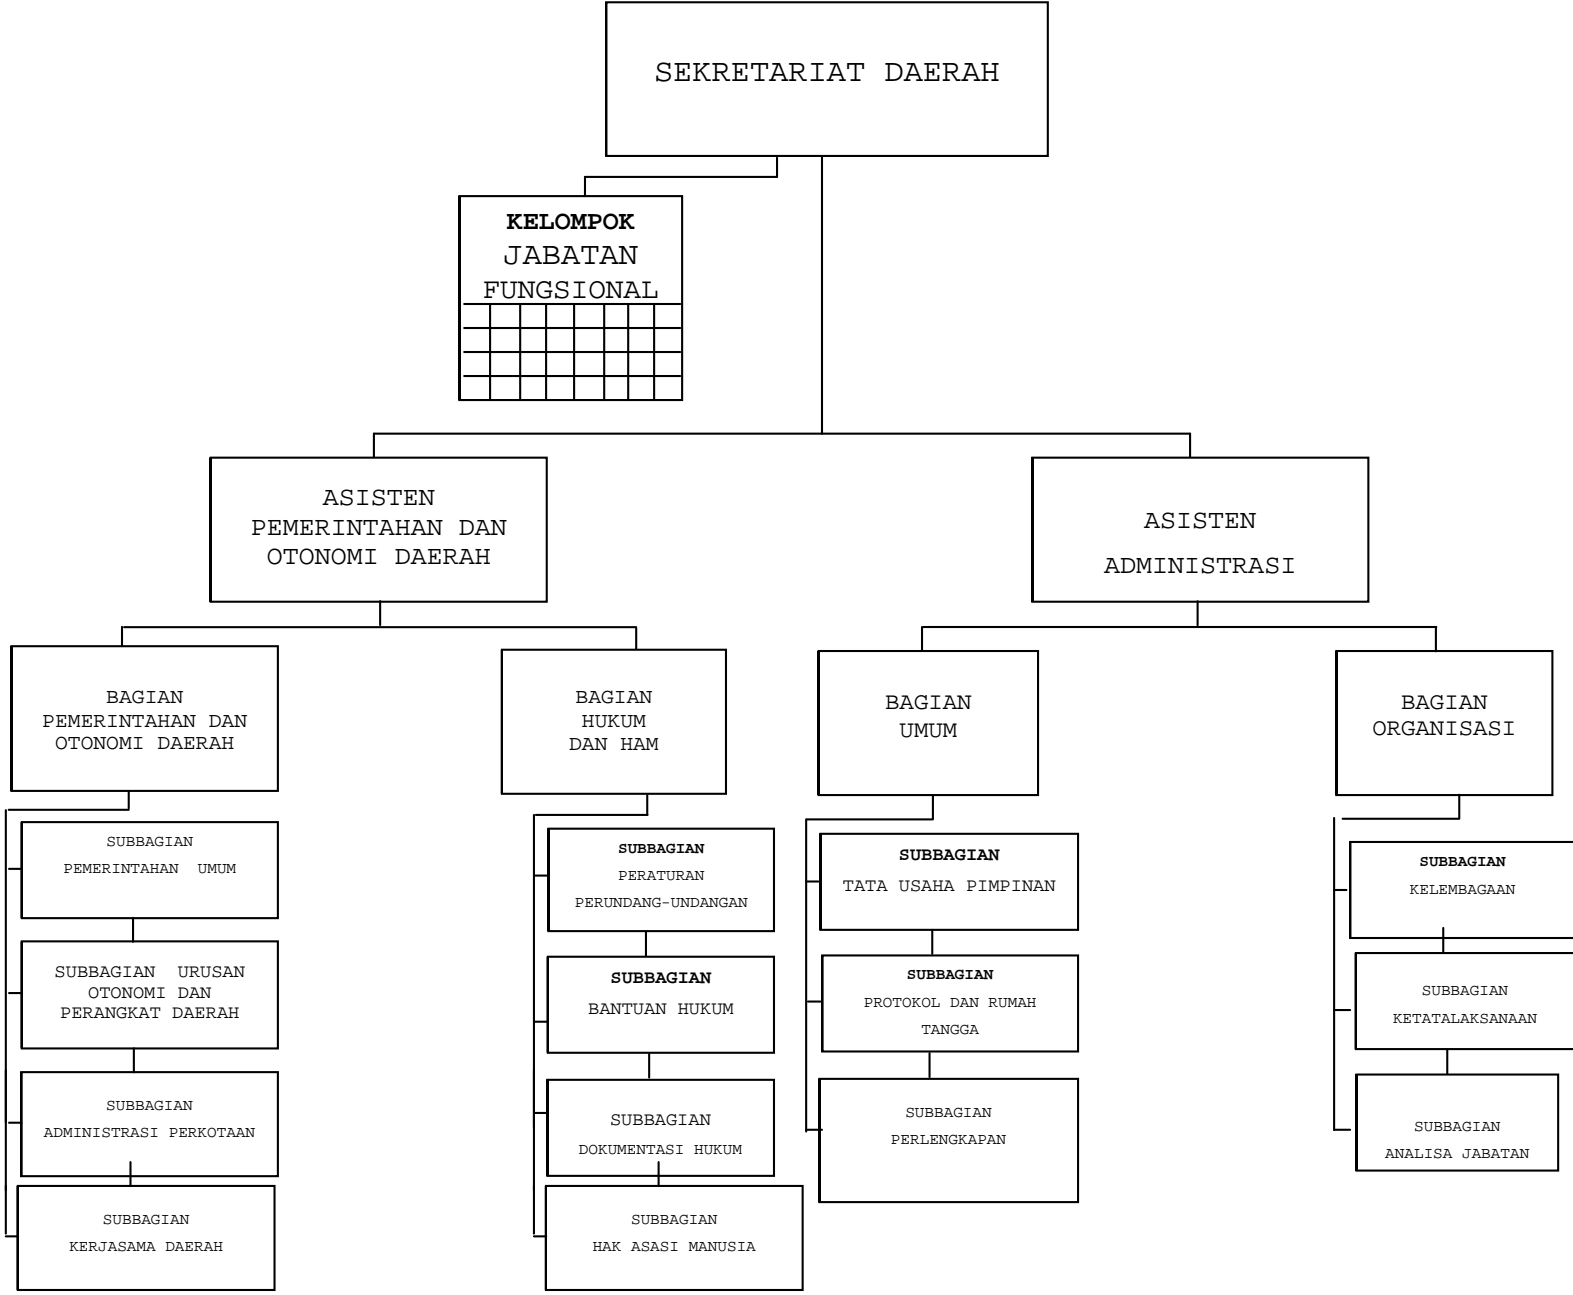 SEKRETARIAT DAERAH
KELOMPOK
JABATAN
FUNGSIONAL
ASISTEN
PEMERINTAHAN DAN
OTONOMI DAERAH
ASISTEN
ADMINISTRASI
BAGIAN
PEMERINTAHAN DAN
OTONOMI DAERAH
BAGIAN
HUKUM
DAN HAM
BAGIAN
UMUM
BAGIAN
ORGANISASI
SUBBAGIAN
PEMERINTAHAN UMUM
SUBBAGIAN URUSAN
OTONOMI DAN
PERANGKAT DAERAH
SUBBAGIAN
ADMINISTRASI PERKOTAAN
SUBBAGIAN
KERJASAMA DAERAH
SUBBAGIAN
PERATURAN
PERUNDANG-UNDANGAN
SUBBAGIAN
BANTUAN HUKUM
SUBBAGIAN
DOKUMENTASI HUKUM
SUBBAGIAN
HAK ASASI MANUSIA
SUBBAGIAN
TATA USAHA PIMPINAN
SUBBAGIAN
PROTOKOL DAN RUMAH
TANGGA
SUBBAGIAN
PERLENGKAPAN
SUBBAGIAN
KELEMBAGAAN
SUBBAGIAN
KETATALAKSANAAN
SUBBAGIAN
ANALISA JABATAN